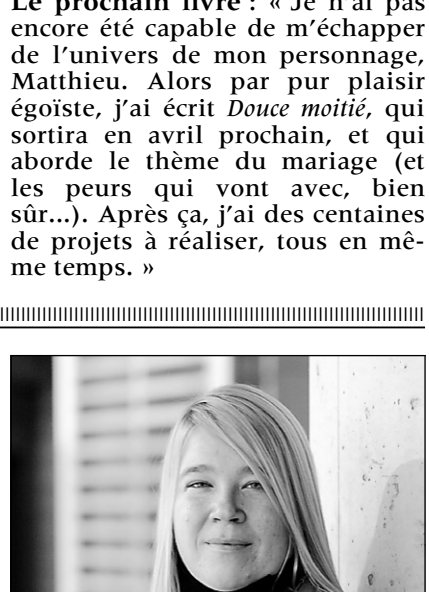 Le prochain livre : « Je n’ai pas
encore été capable de m’échapper
de l’univers de mon personnage,
Matthieu. Alors par pur plaisir
égoïste, j’ai écrit Douce moitié, qui
sortira en avril prochain, et qui
aborde le thème du mariage (et
les peurs qui vont avec, bien
sûr...). Après ça, j’ai des centaines
de projets à réaliser, tous en mê-
me temps. »